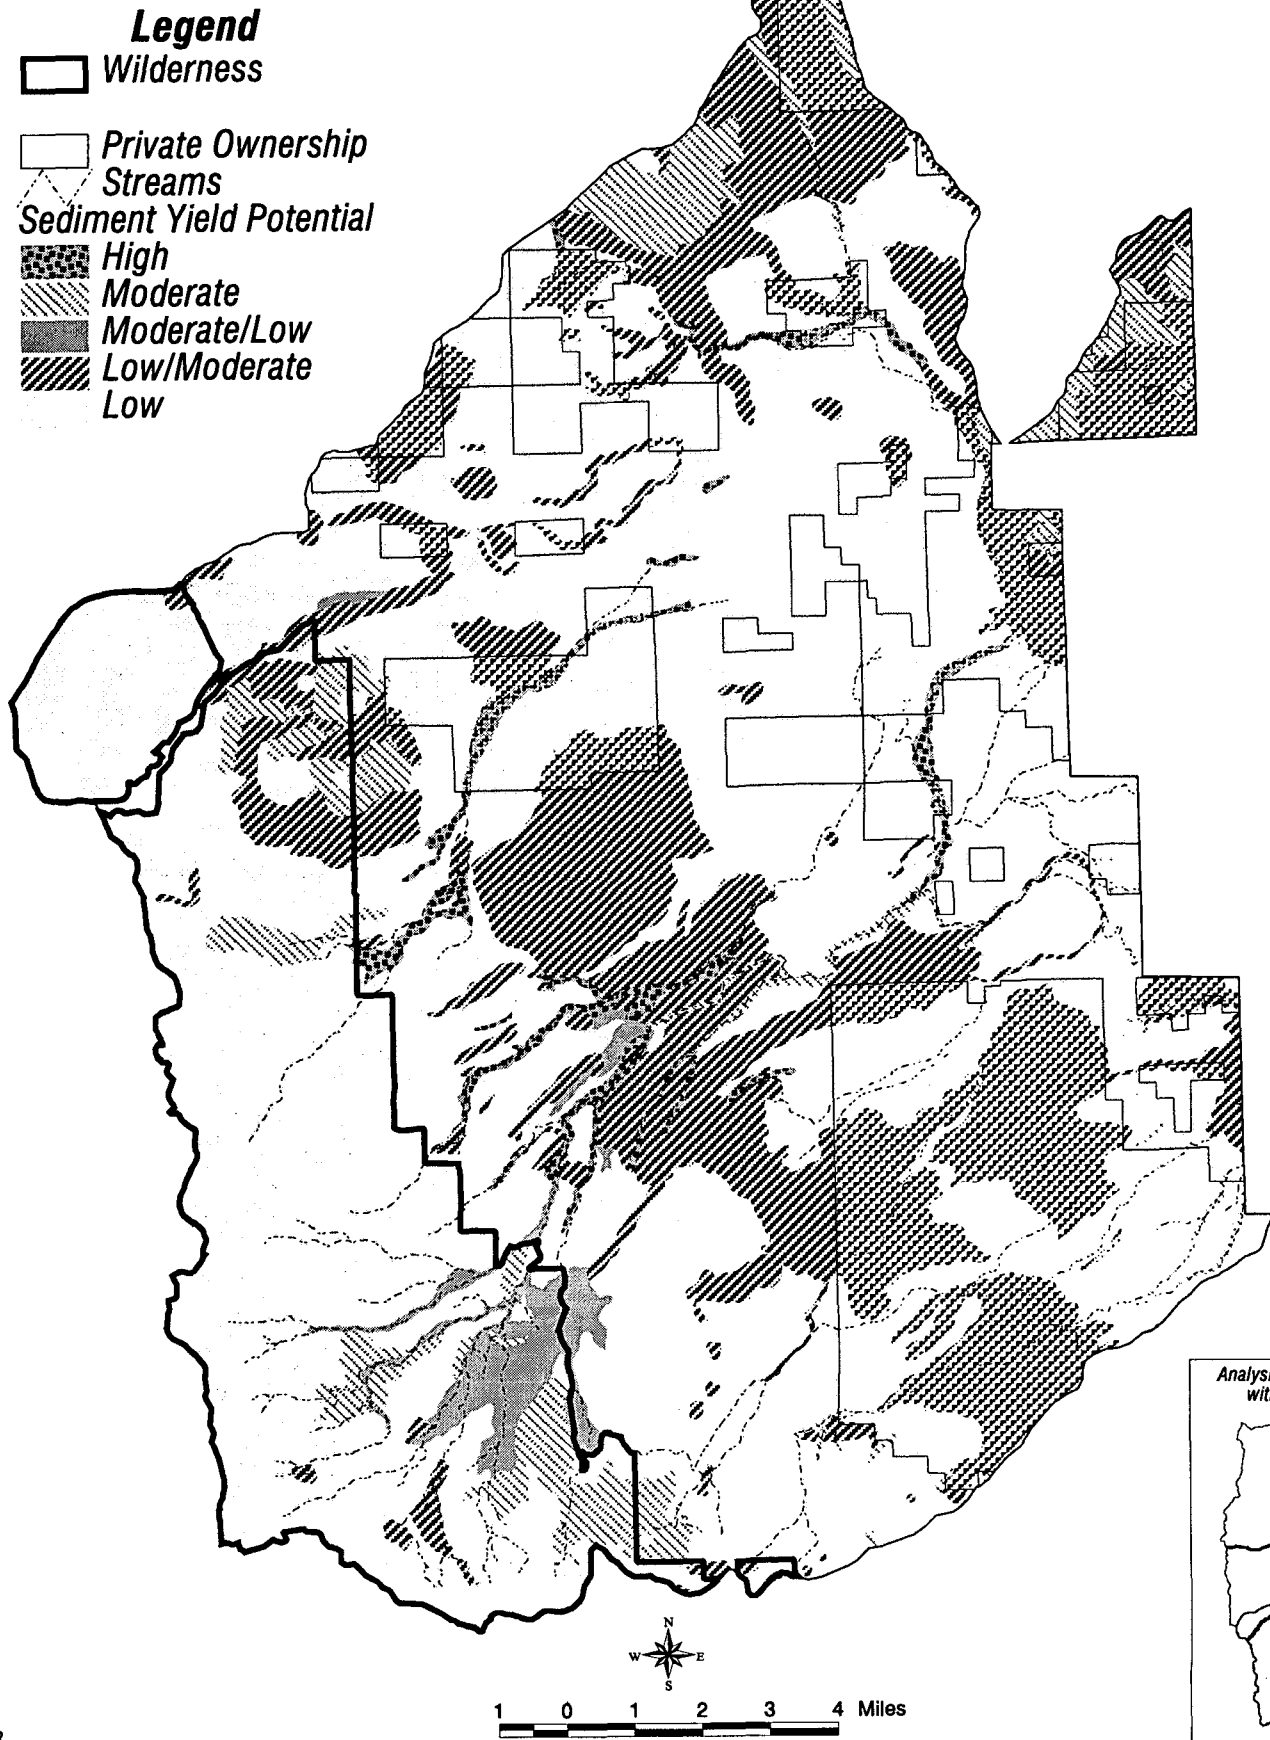 Legend
Wilderness
Private Ownership
Streams
Sediment Yield Potential
High
Moderate
Moderate/Low
Low/Moderate
Low
N
W E
S
1 0 1 2 3 4 Miles